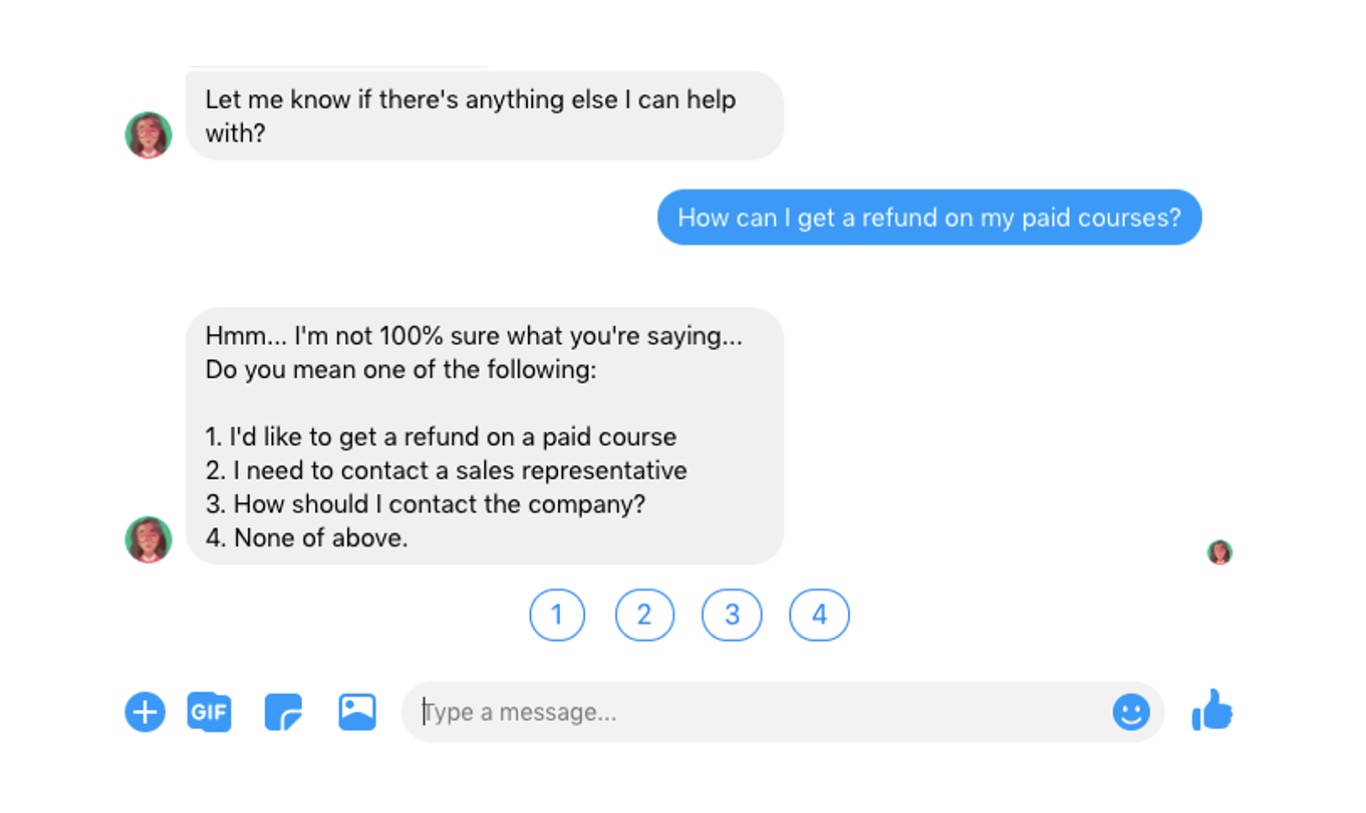 Let me know if there's anything else I can help
with?
How can I get a refund on my paid courses?
Hmm... I'm not 100% sure what you're saying...
Do you mean one of the following:
1. I'd like to get a refund on a paid course
2. I need to contact a sales representative
3. How should I contact the company?
4. None of above.
1 2 3 4
GIF Type a message...